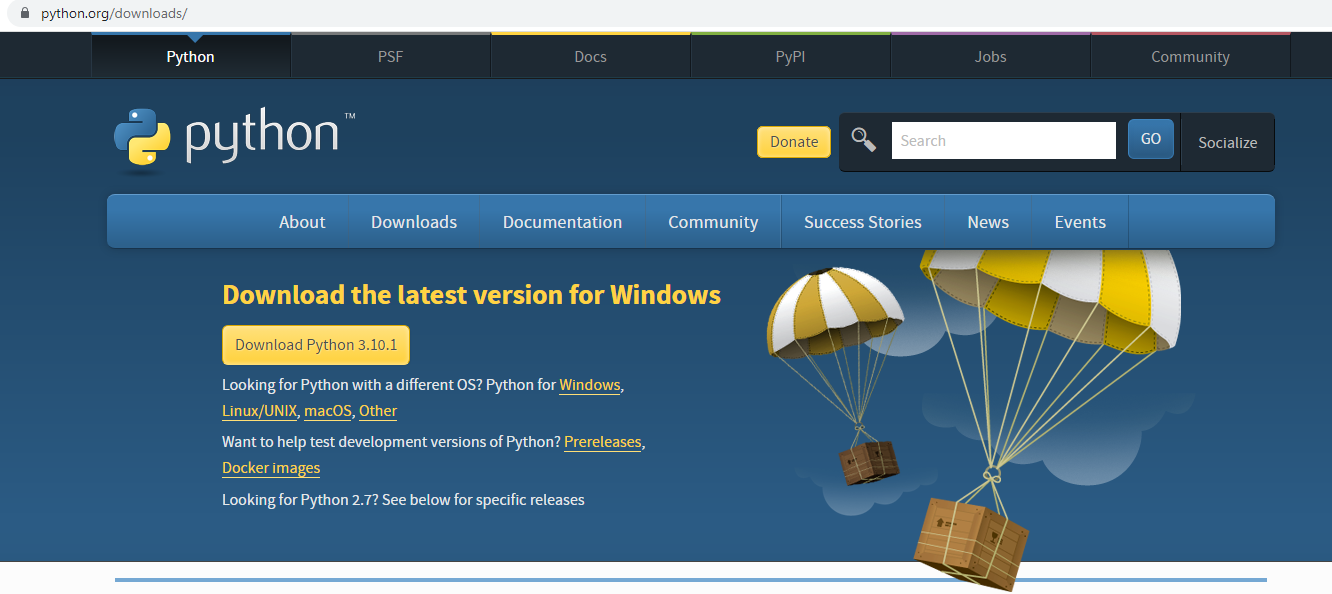 python.org/downloads/
Python PSF Docs PyPI Jobs Community
python™
Donate Search GO Socialize
About Downloads Documentation Community Success Stories News Events
Download the latest version for Windows
Download Python 3.10.1
Looking for Python with a different OS? Python for Windows,
Linux/UNIX, macOS, Other
Want to help test development versions of Python? Prereleases,
Docker images
Looking for Python 2.7? See below for specific releases